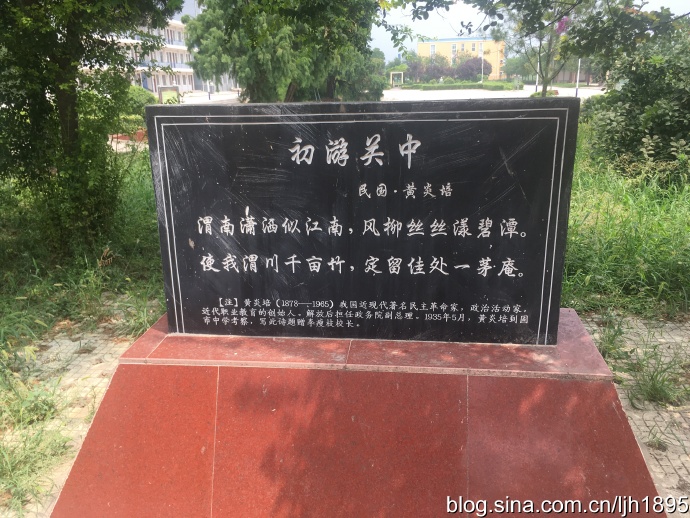 初游关中
民国·黄炎培
渭南潇洒似江南，风柳丝丝漾碧潭。
使我渭川千亩竹，定留佳处一茅庵。
【注】黄炎培（1878—1965）我国近现代著名民主革命家，政治活动家。
近代职业教育的创始人。解放后担任政务院副总理。1935年5月，黄炎培到固
市中学考察，写此诗题赠李瘦枝校长。
blog.sina.com.cn/ljh1895